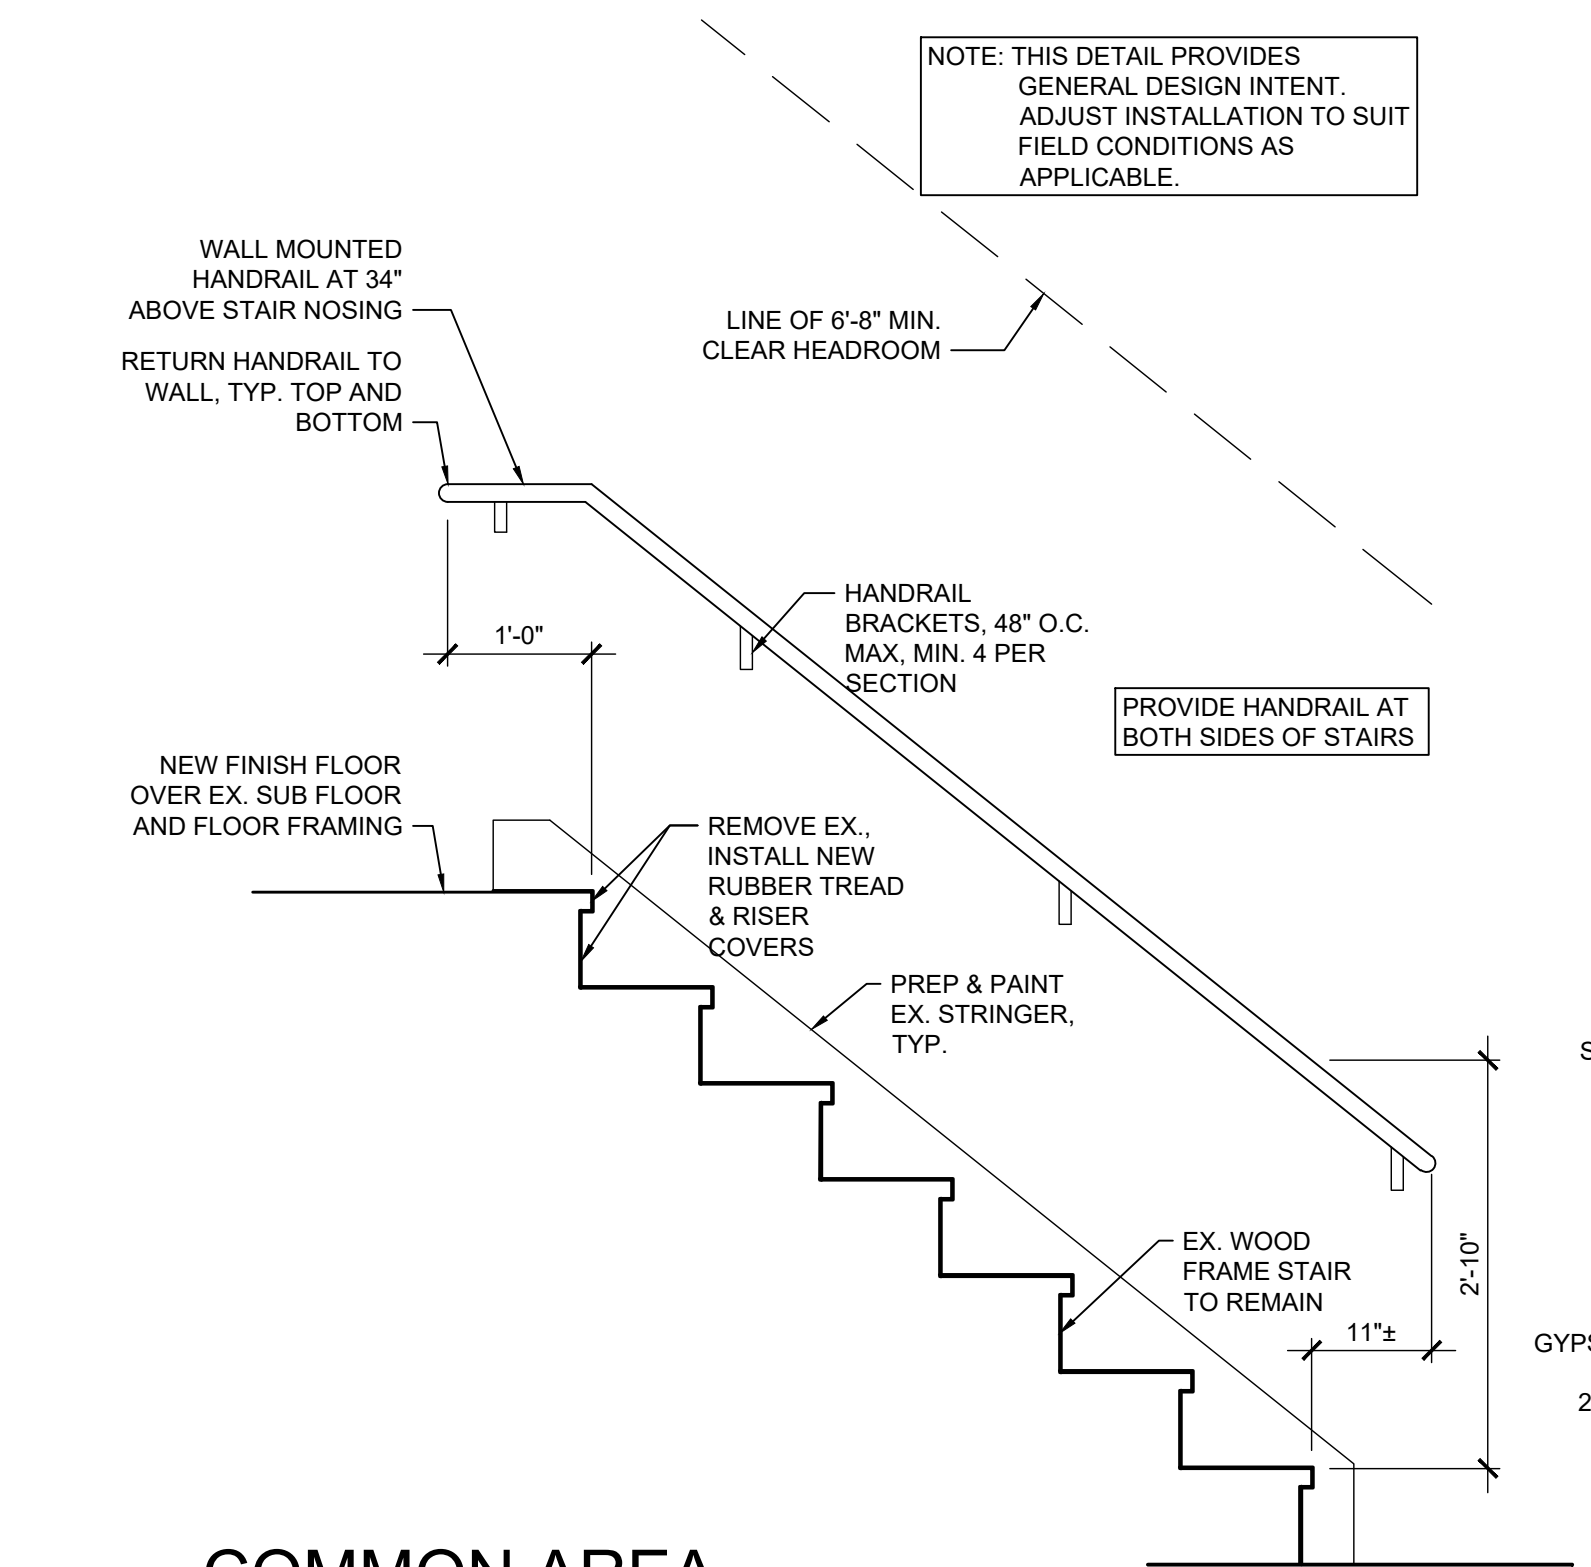 NOTE: THIS DETAIL PROVIDES
GENERAL DESIGN INTENT.
ADJUST INSTALLATION TO SUIT
FIELD CONDITIONS AS
APPLICABLE.
WALL MOUNTED
HANDRAIL AT 34"
ABOVE STAIR NOSING
LINE OF 6'-8" MIN.
CLEAR HEADROOM
RETURN HANDRAIL TO
WALL, TYP. TOP AND
BOTTOM
HANDRAIL
BRACKETS, 48" O.C.
MAX, MIN. 4 PER
SECTION
1'-0"
PROVIDE HANDRAIL AT
BOTH SIDES OF STAIRS
NEW FINISH FLOOR
OVER EX. SUB FLOOR
AND FLOOR FRAMING
REMOVE EX.,
INSTALL NEW
RUBBER TREAD
& RISER
COVERS
PREP & PAINT
EX. STRINGER,
TYP.
S
EX. WOOD
FRAME STAIR
TO REMAIN
2'-10"
11"±
GYPS
2
COMMON AREA